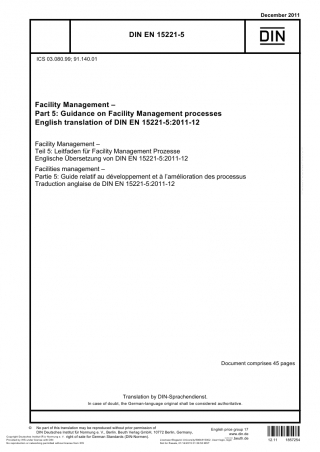 December 2011
DIN EN 15221-5
DIN
ICS 03.080.99; 91.140.01
Facility Management –
Part 5: Guidance on Facility Management processes
English translation of DIN EN 15221-5:2011-12
Facility Management –
Teil 5: Leitfaden für Facility Management Prozesse
Englische Übersetzung von DIN EN 15221-5:2011-12
Facilities management –
Partie 5: Guide relatif au développement et à l'amélioration des processus
Traduction anglaise de DIN EN 15221-5:2011-12
Document comprises 45 pages
Translation by DIN-Sprachendienst.
In case of doubt, the German-language original shall be considered authoritative.
© No part of this translation may be reproduced without prior permission of
DIN Deutsches Institut für Normung e. V., Berlin. Beuth Verlag GmbH, 10772 Berlin, Germany,
right of sale for German Standards (DIN-Normen).
English price group 17
www.din.de
beuth.de
12.11